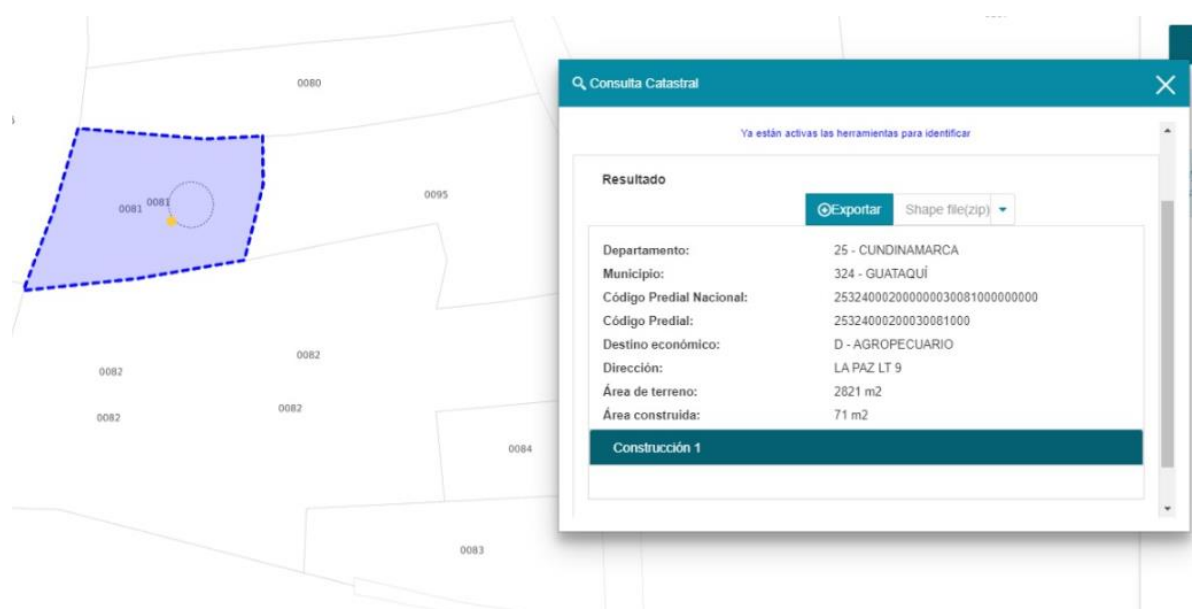 0080
0095
0081 0081
0082
0082
0082
0082
0084
0083
Consulta Catastral
Ya están activas las herramientas para identificar
Resultado
Exportar Shape file(zip)
Departamento: 25 - CUNDINAMARCA
Municipio: 324 - GUATAQUÍ
Código Predial Nacional: 253240002000000030081000000000
Código Predial: 25324000200030081000
Destino económico: D - AGROPECUARIO
Dirección: LA PAZ LT 9
Área de terreno: 2821 m2
Área construida: 71 m2
Construcción 1